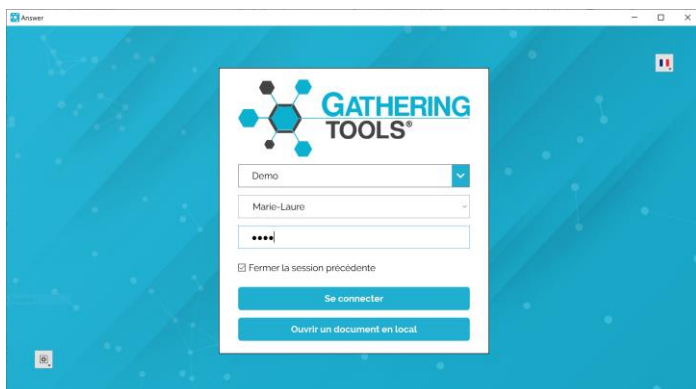 Answer
GATHERING
TOOLS®
Demo
Marie-Laure
••••
Fermer la session précédente
Se connecter
Ouvrir un document en local